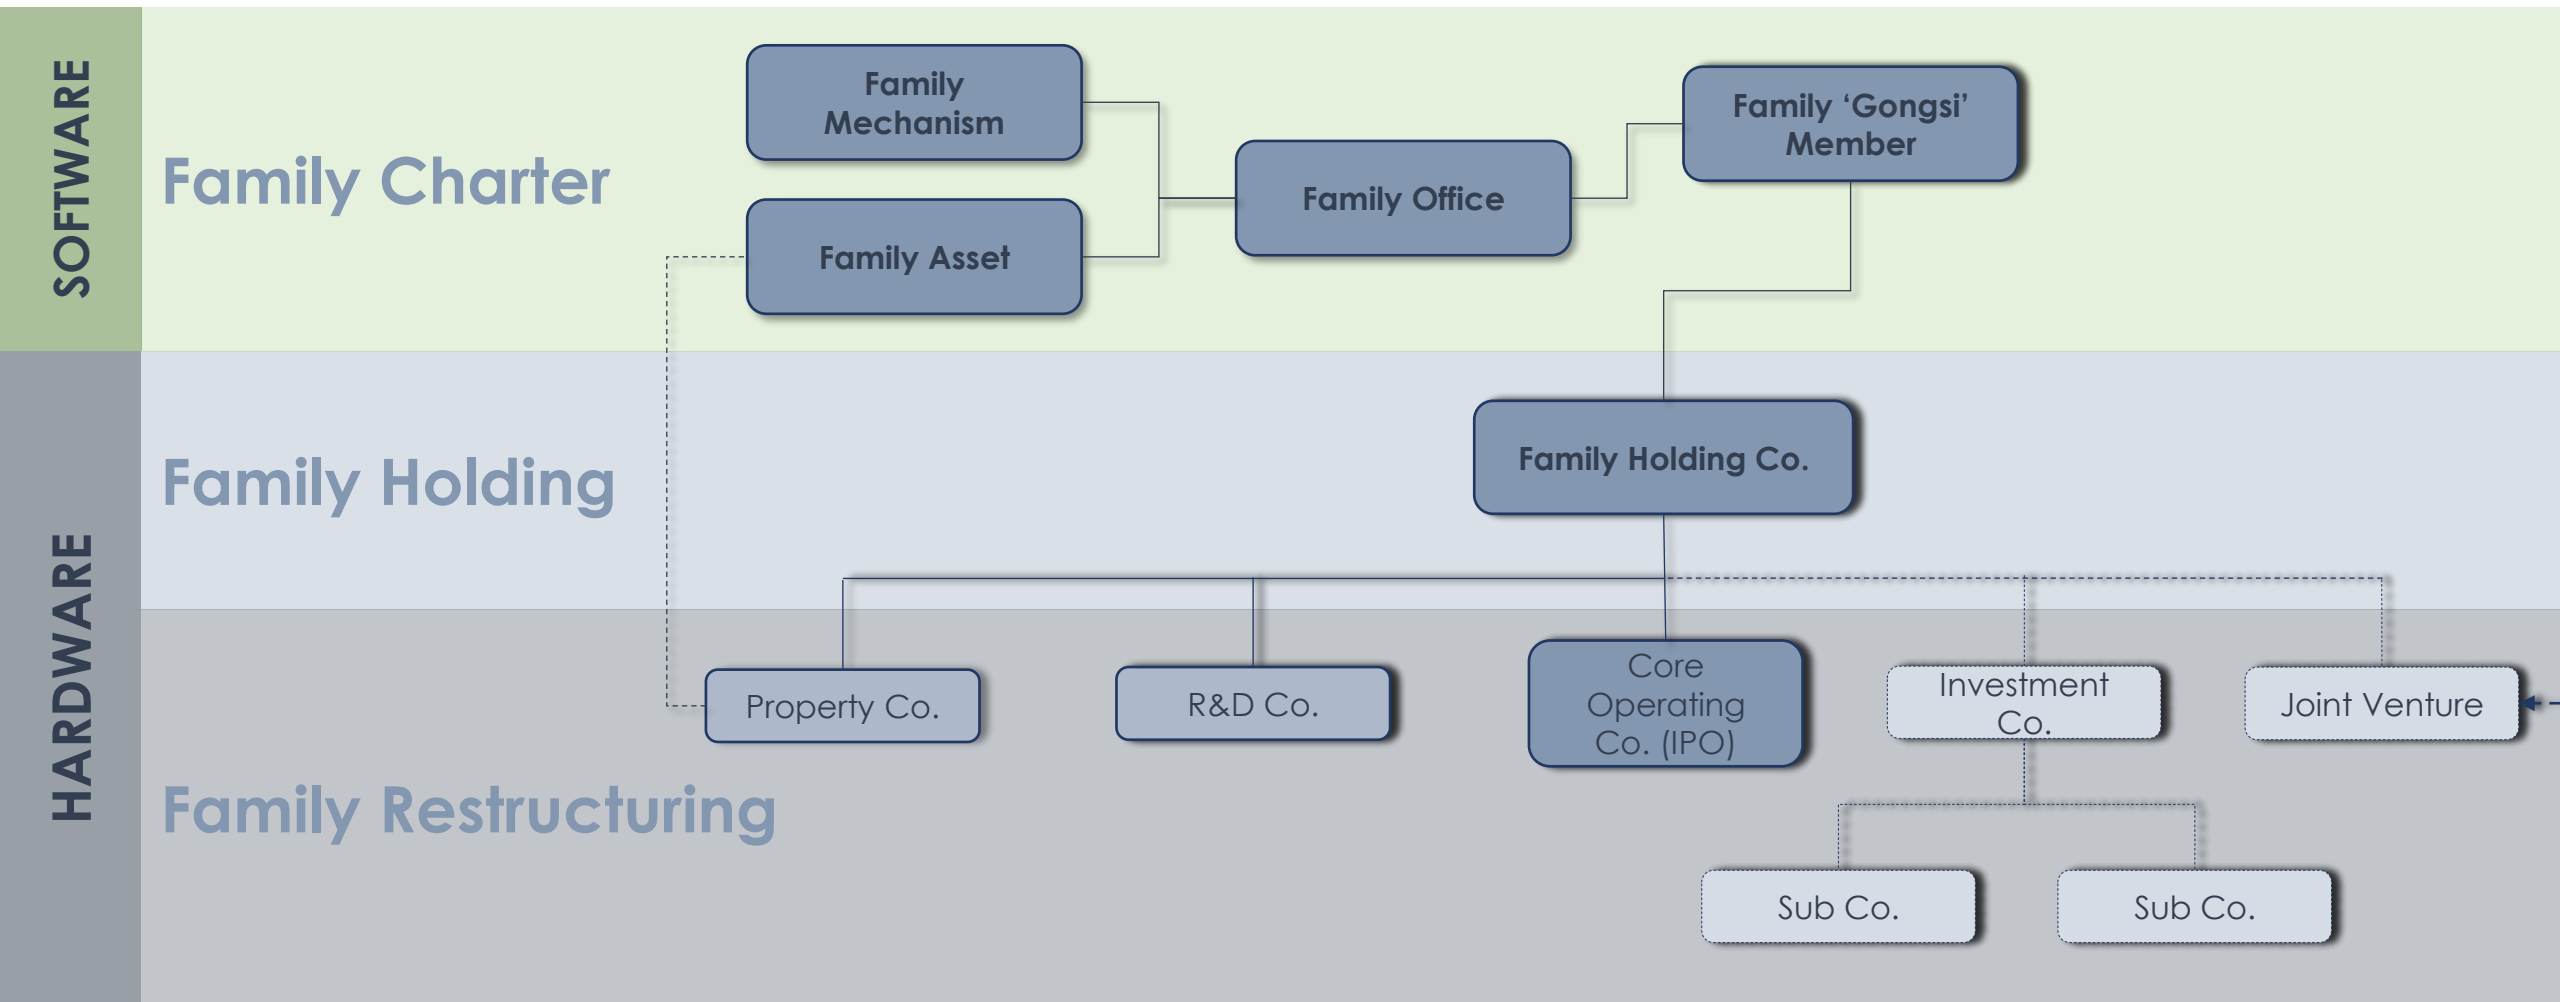 SOFTWARE
Family Charter
Family
Mechanism
Family Asset
Family Office
Family ‘Gongsi’
Member
HARDWARE
Family Holding
Family Holding Co.
Family Restructuring
Property Co.
R&D Co.
Core
Operating
Co. (IPO)
Investment
Co.
Joint Venture
Sub Co.
Sub Co.